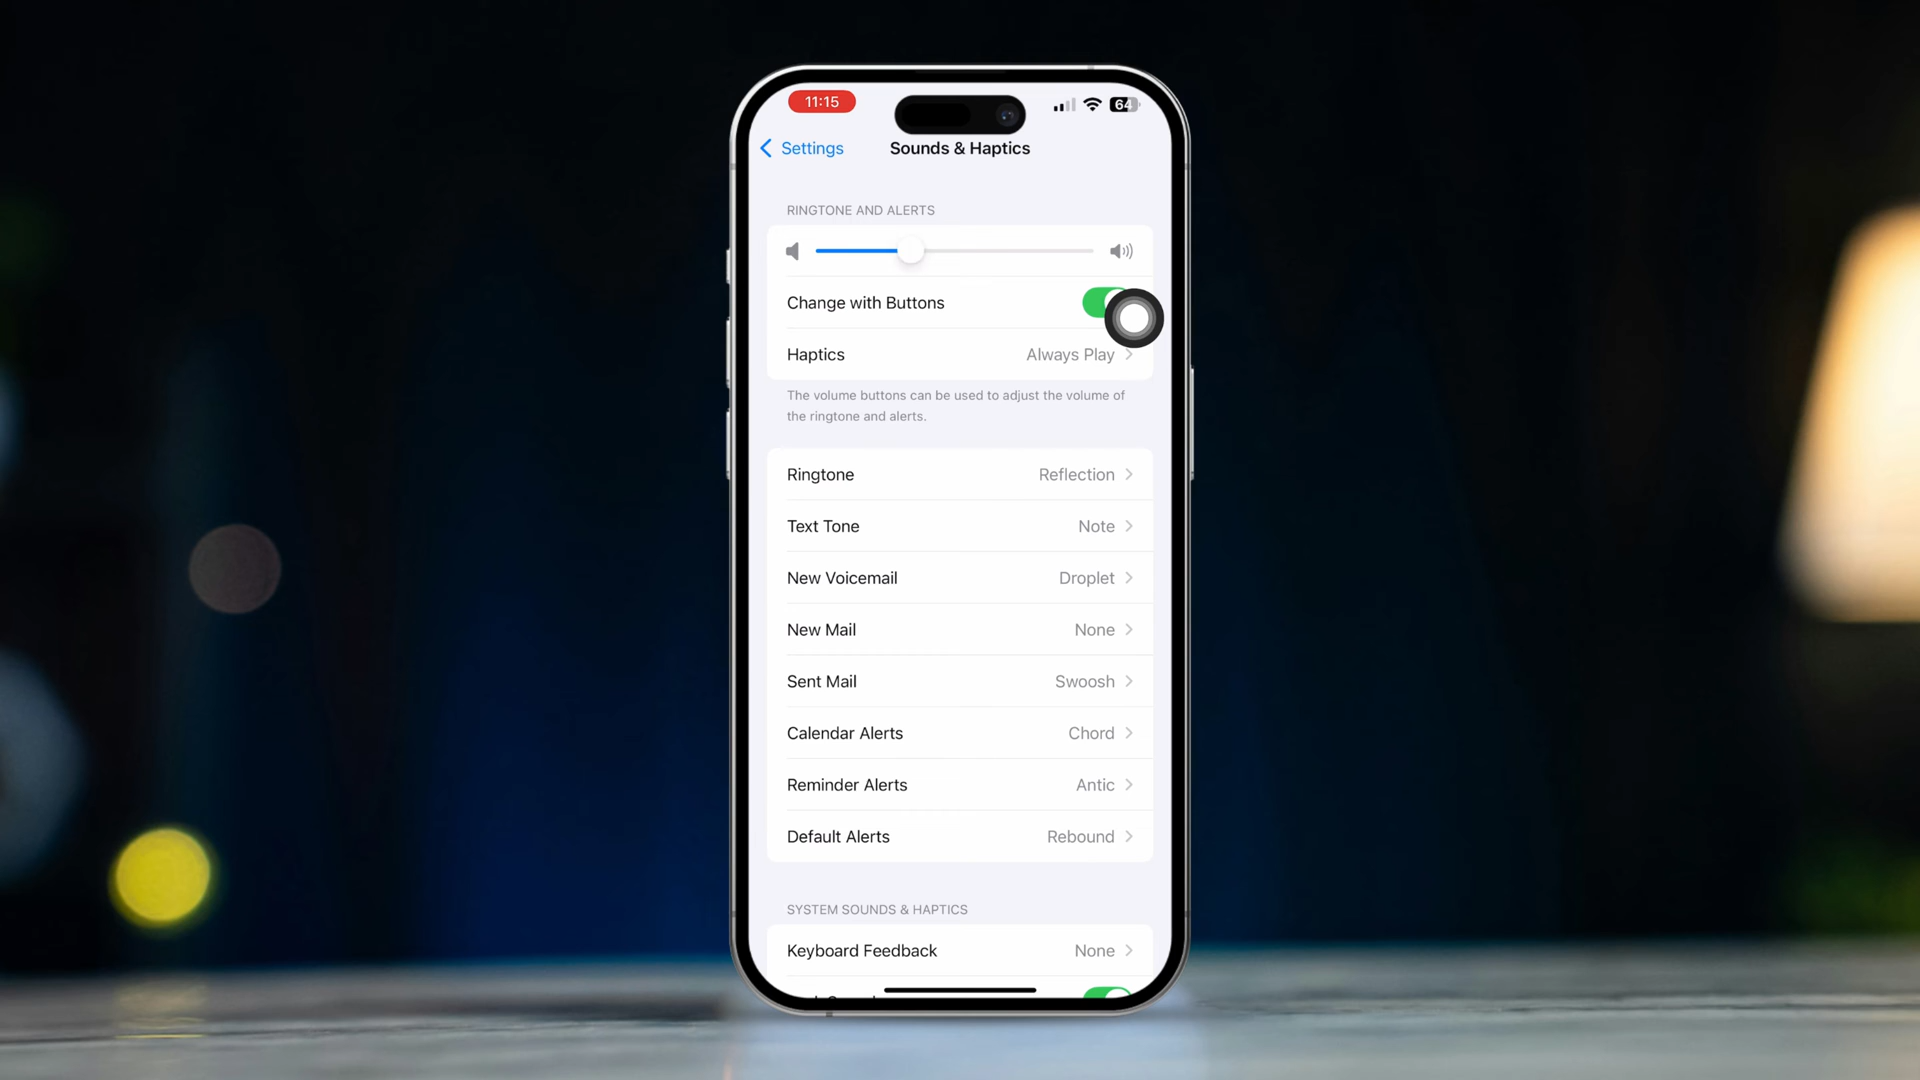 11:15
64
Settings
Sounds & Haptics
RINGTONE AND ALERTS
Change with Buttons
Haptics Always Play
The volume buttons can be used to adjust the volume of
the ringtone and alerts.
Ringtone Reflection
Text Tone Note
New Voicemail Droplet
New Mail None
Sent Mail Swoosh
Calendar Alerts Chord
Reminder Alerts Antic
Default Alerts Rebound
SYSTEM SOUNDS & HAPTICS
Keyboard Feedback None